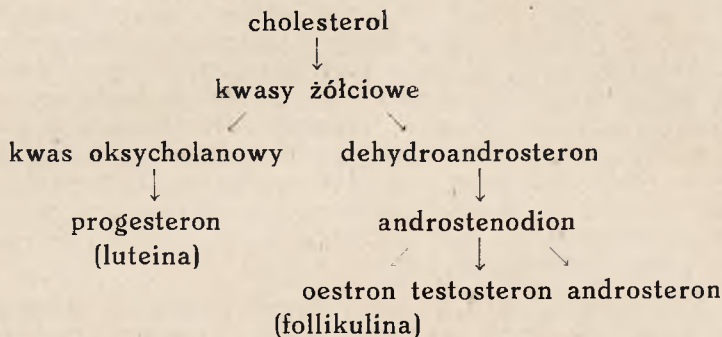 cholesterol
kwasy żółciowe
kwas oksycholanowy dehydroandrosteron
progesteron androstenodion
(luteina)
oestron testosteron androsteron
(follikulina)